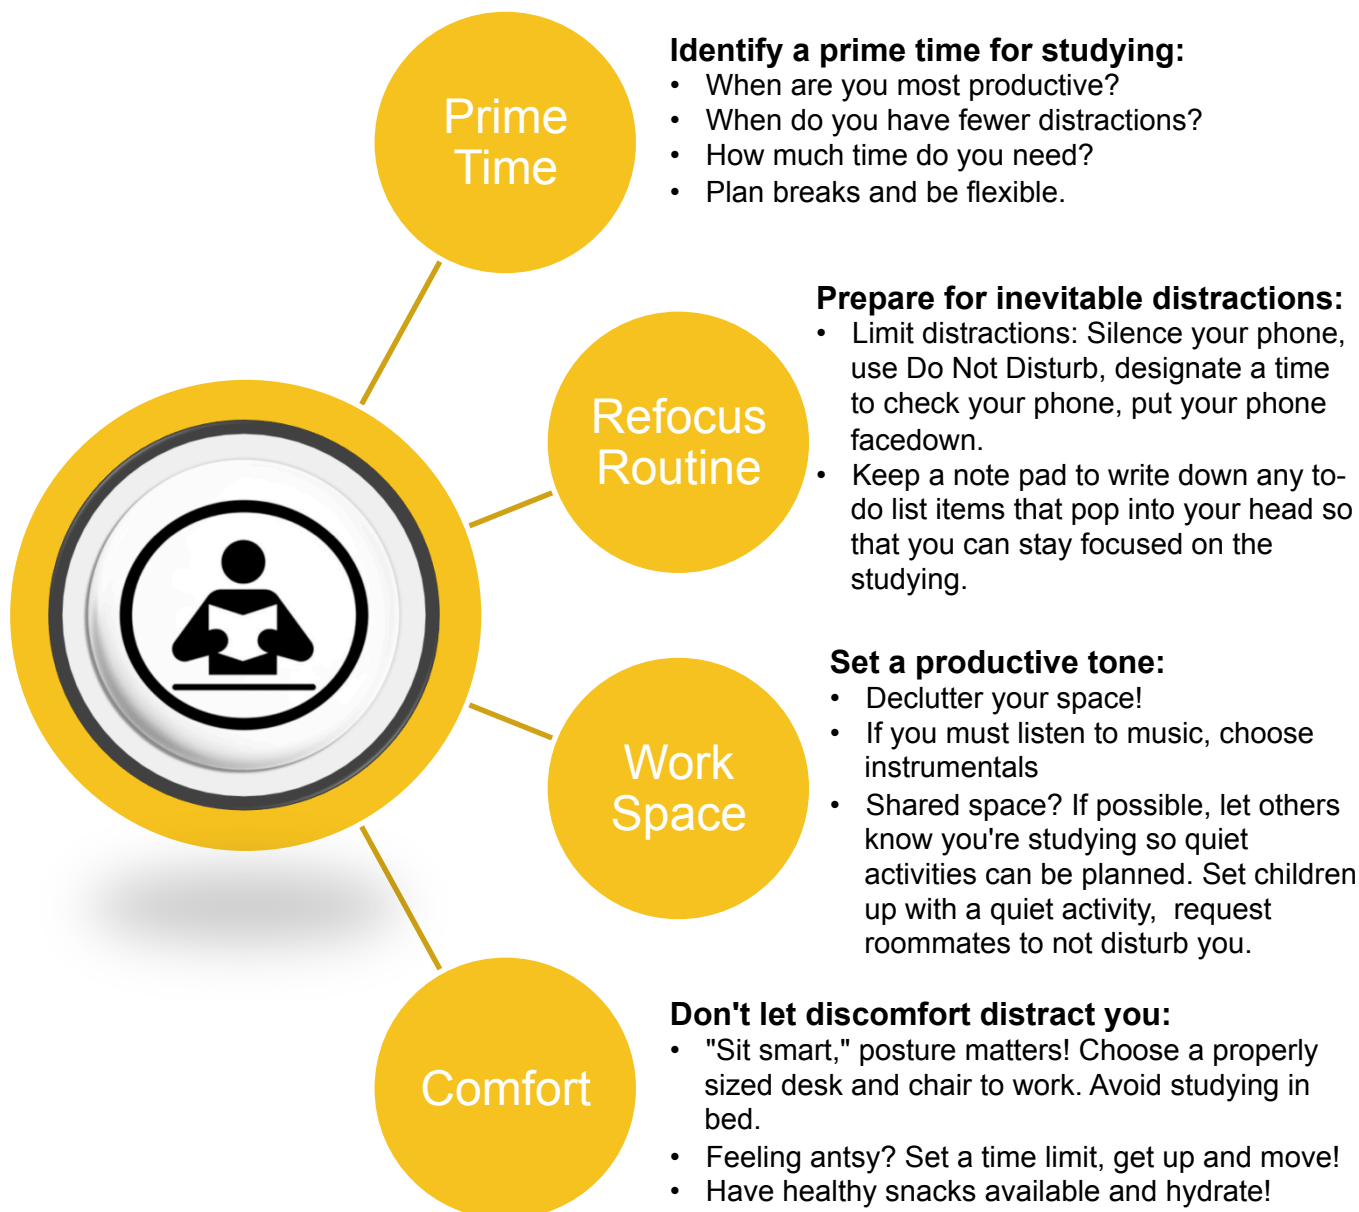 Prime
Time
Identify a prime time for studying:
• When are you most productive?
• When do you have fewer distractions?
• How much time do you need?
• Plan breaks and be flexible.
Refocus
Routine
Prepare for inevitable distractions:
• Limit distractions: Silence your phone,
use Do Not Disturb, designate a time
to check your phone, put your phone
facedown.
• Keep a note pad to write down any to-
do list items that pop into your head so
that you can stay focused on the
studying.
Work
Space
Set a productive tone:
• Declutter your space!
• If you must listen to music, choose
instrumentals
• Shared space? If possible, let others
know you're studying so quiet
activities can be planned. Set children
up with a quiet activity,  request
roommates to not disturb you.
Comfort
Don't let discomfort distract you:
• "Sit smart," posture matters! Choose a properly
sized desk and chair to work. Avoid studying in
bed.
• Feeling antsy? Set a time limit, get up and move!
• Have healthy snacks available and hydrate!